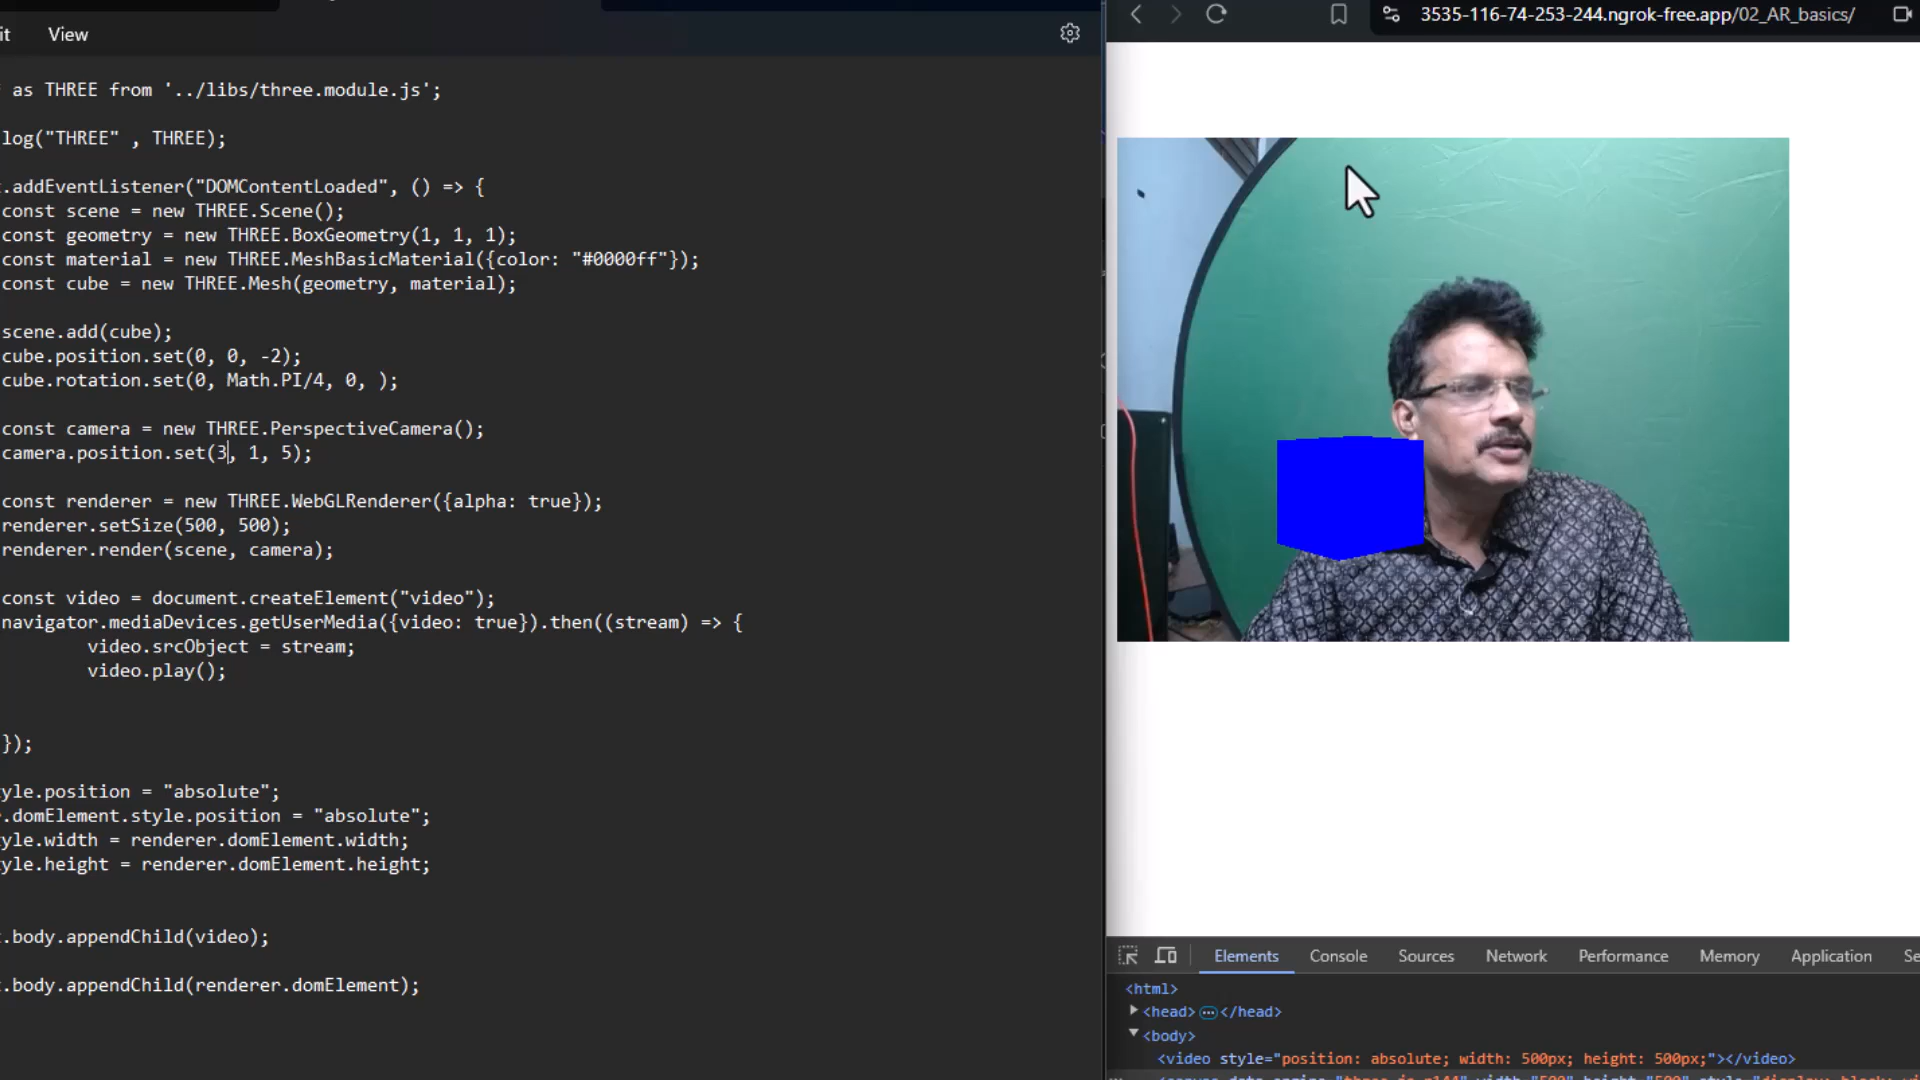 it
View
as THREE from '../libs/three.module.js';
log("THREE" , THREE);
.addEventListener("DOMContentLoaded", () => {
const scene = new THREE.Scene();
const geometry = new THREE.BoxGeometry(1, 1, 1);
const material = new THREE.MeshBasicMaterial({color: "#0000ff"});
const cube = new THREE.Mesh(geometry, material);
scene.add(cube);
cube.position.set(0, 0, -2);
cube.rotation.set(0, Math.PI/4, 0, );
const camera = new THREE.PerspectiveCamera();
camera.position.set(3, 1, 5);
const renderer = new THREE.WebGLRenderer({alpha: true});
renderer.setSize(500, 500);
renderer.render(scene, camera);
const video = document.createElement("video");
navigator.mediaDevices.getUserMedia({video: true}).then((stream) => {
video.srcObject = stream;
video.play();
});
yle.position = "absolute";
.domElement.style.position = "absolute";
yle.width = renderer.domElement.width;
yle.height = renderer.domElement.height;
.body.appendChild(video);
.body.appendChild(renderer.domElement);
3535-116-74-253-244.ngrok-free.app/02_AR_basics/
Elements Console Sources Network Performance Memory Application Se
<html>
<head> ... </head>
<body>
<video style="position: absolute; width: 500px; height: 500px;"></video>